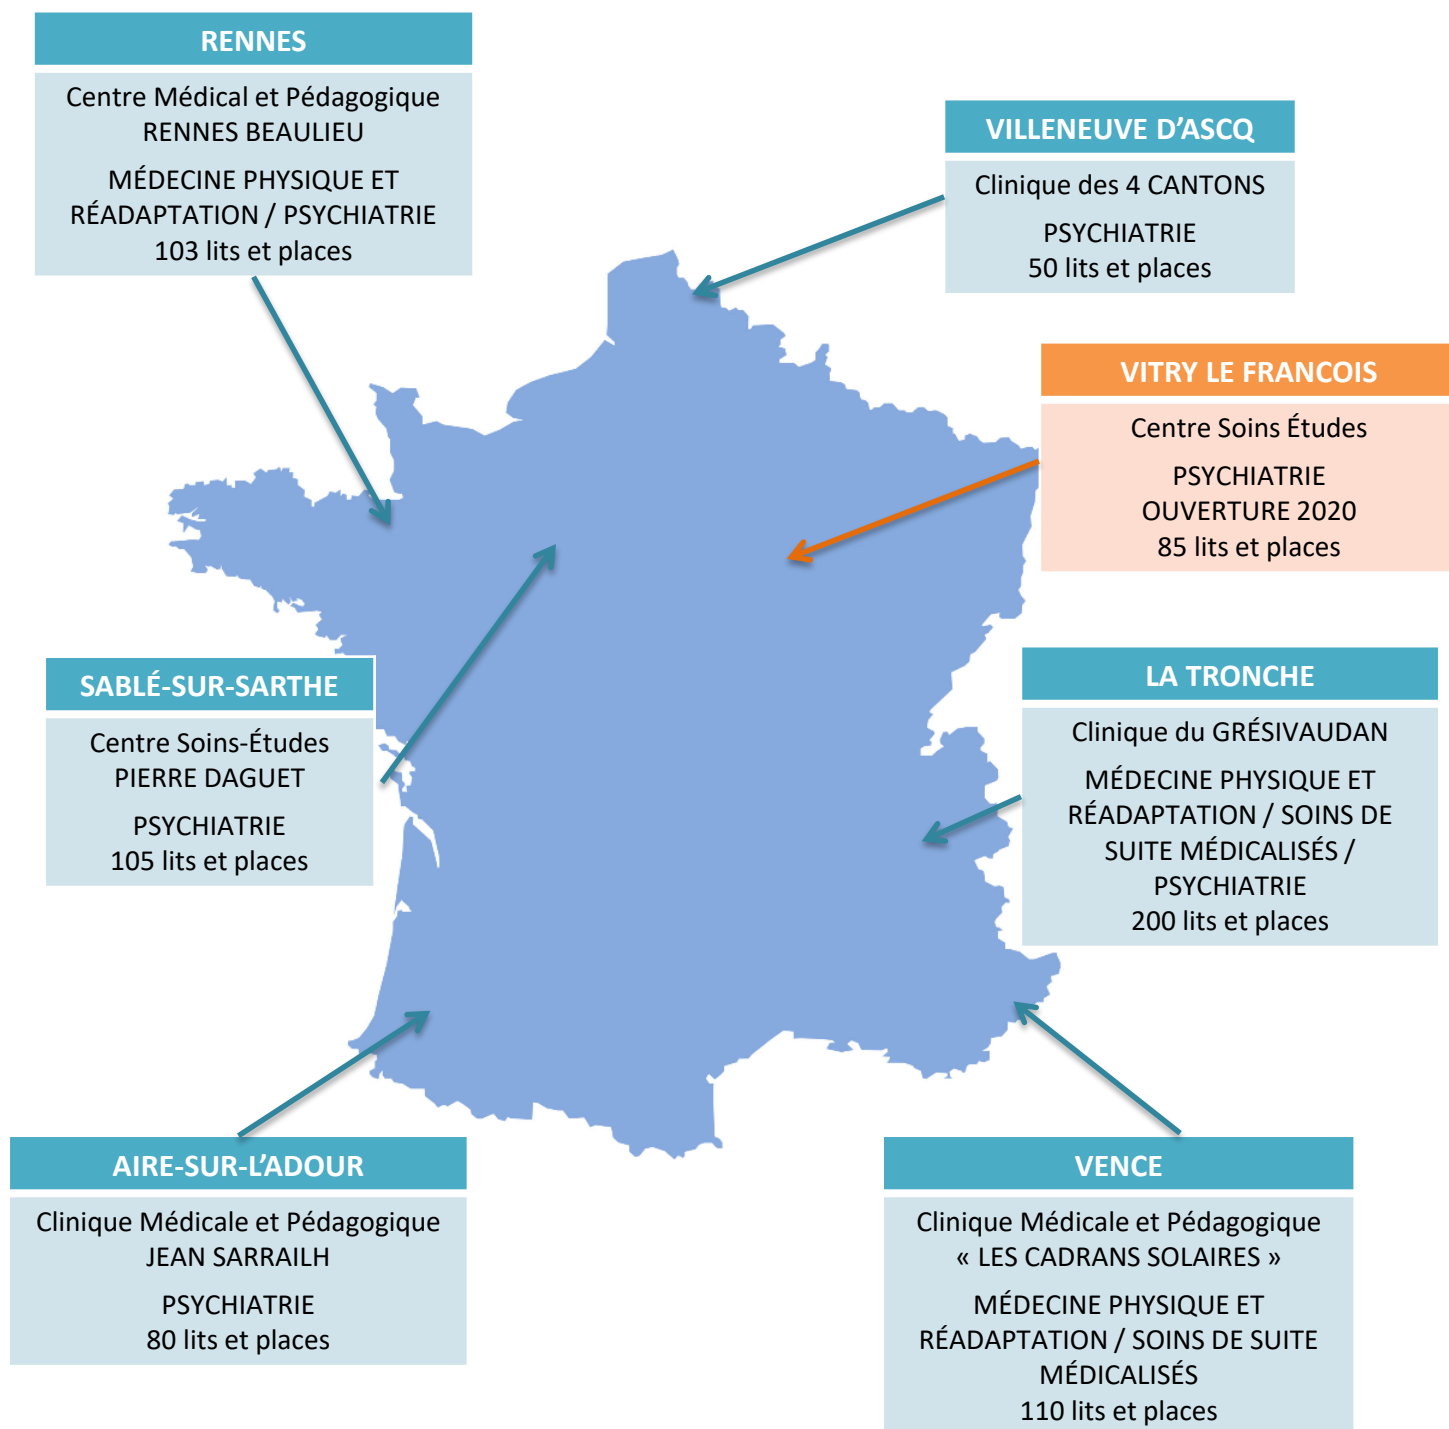 RENNES
Centre Médical et Pédagogique
RENNES BEAULIEU
MÉDECINE PHYSIQUE ET
RÉADAPTATION / PSYCHIATRIE
103 lits et places
VILLENEUVE D’ASCQ
Clinique des 4 CANTONS
PSYCHIATRIE
50 lits et places
VITRY LE FRANCOIS
Centre Soins Études
PSYCHIATRIE
OUVERTURE 2020
85 lits et places
SABLÉ-SUR-SARTHE
Centre Soins-Études
PIERRE DAGUET
PSYCHIATRIE
105 lits et places
LA TRONCHE
Clinique du GRÉSIVAUDAN
MÉDECINE PHYSIQUE ET
RÉADAPTATION / SOINS DE
SUITE MÉDICALISÉS /
PSYCHIATRIE
200 lits et places
AIRE-SUR-L’ADOUR
Clinique Médicale et Pédagogique
JEAN SARRAILH
PSYCHIATRIE
80 lits et places
VENCE
Clinique Médicale et Pédagogique
« LES CADRANS SOLAIRES »
MÉDECINE PHYSIQUE ET
RÉADAPTATION / SOINS DE SUITE
MÉDICALISÉS
110 lits et places